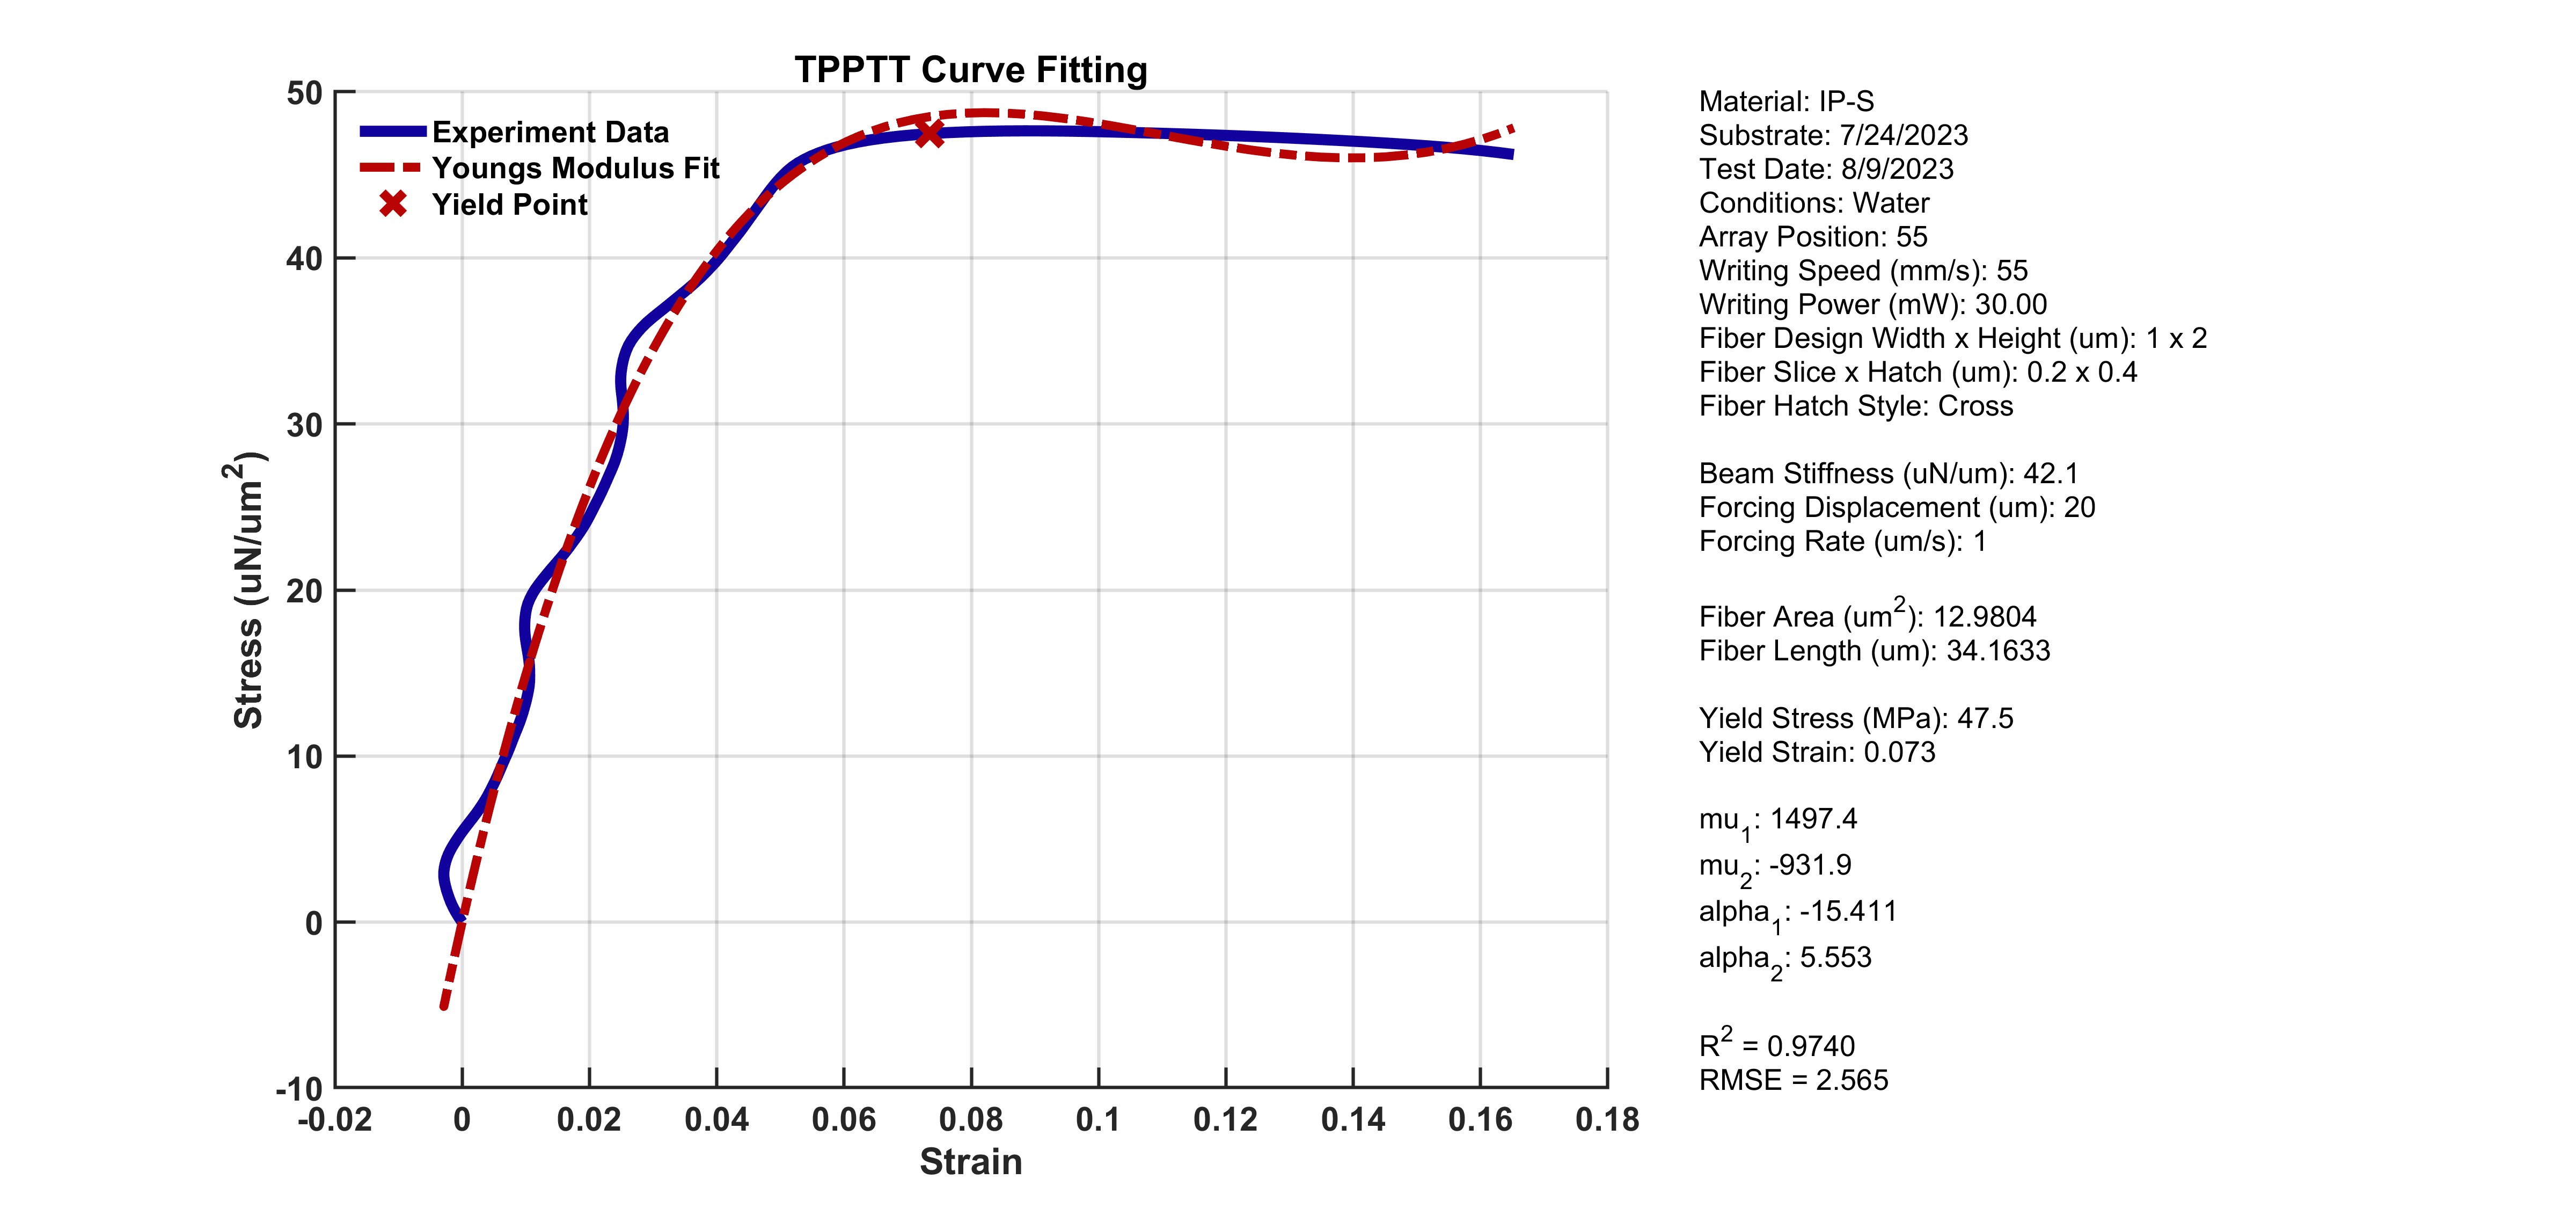 TPPTT Curve Fitting
Experiment Data
Youngs Modulus Fit
Yield Point
50
40
30
20
10
0
-10
Stress (uN/um²)
-0.02 0 0.02 0.04 0.06 0.08 0.1 0.12 0.14 0.16 0.18
Strain
Material: IP-S
Substrate: 7/24/2023
Test Date: 8/9/2023
Conditions: Water
Array Position: 55
Writing Speed (mm/s): 55
Writing Power (mW): 30.00
Fiber Design Width x Height (um): 1 x 2
Fiber Slice x Hatch (um): 0.2 x 0.4
Fiber Hatch Style: Cross
Beam Stiffness (uN/um): 42.1
Forcing Displacement (um): 20
Forcing Rate (um/s): 1
Fiber Area (um²): 12.9804
Fiber Length (um): 34.1633
Yield Stress (MPa): 47.5
Yield Strain: 0.073
mu₁: 1497.4
mu₂: -931.9
alpha₁: -15.411
alpha₂: 5.553
R² = 0.9740
RMSE = 2.565